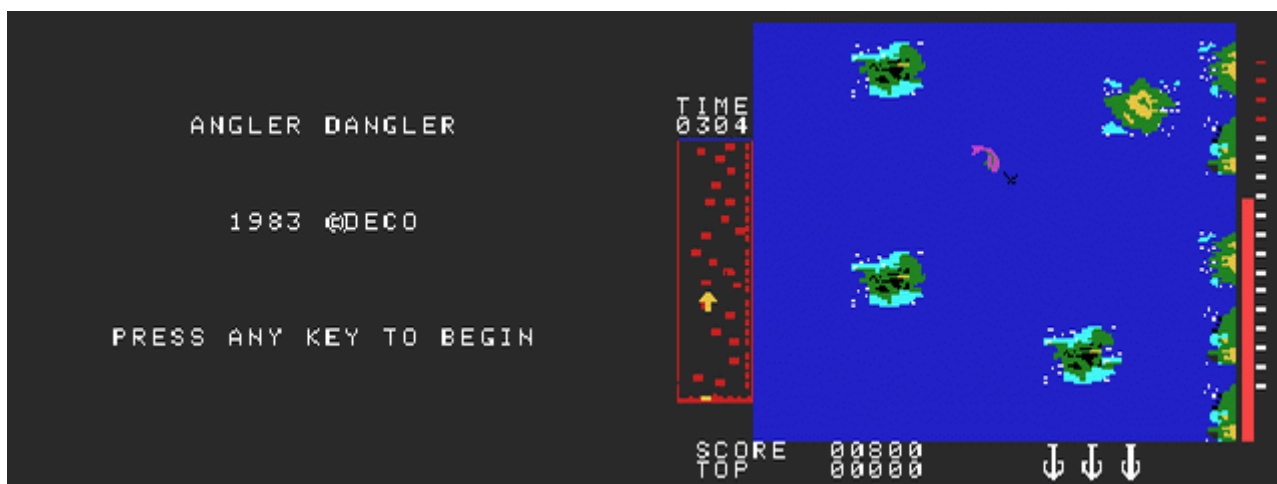 ANGLER DANGLER
1983 @DECO
PRESS ANY KEY TO BEGIN
TIME
0304
SCORE 00800
TOP 00000